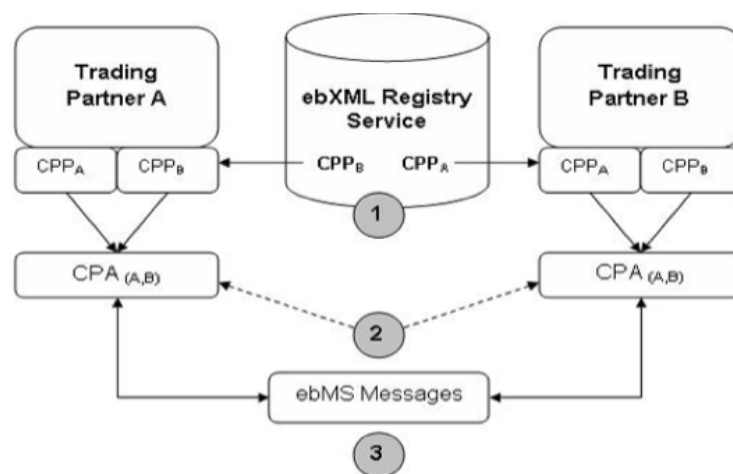 Trading
Partner A
ebXML Registry
Service
Trading
Partner B
CPPA
CPPB
CPPB
CPPA
CPPA
CPPB
1
CPA (A,B)
CPA (A,B)
2
ebMS Messages
3